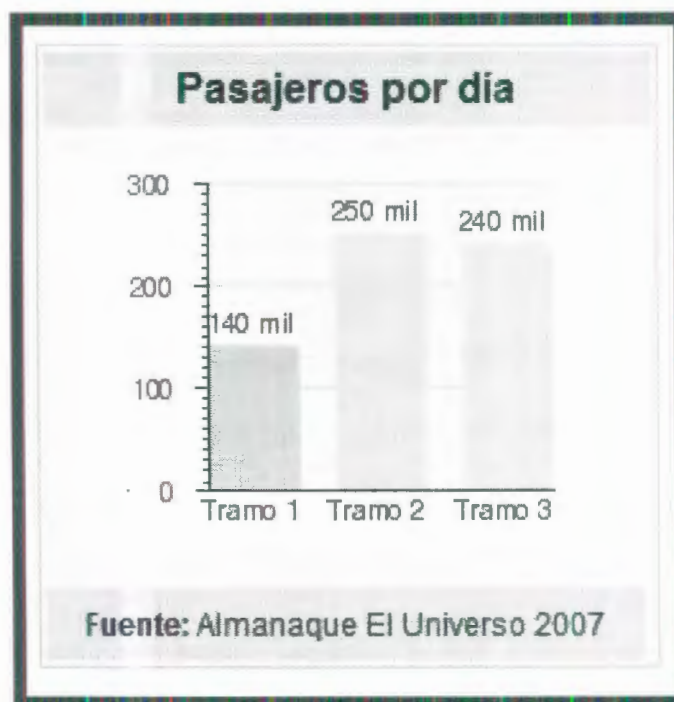 Pasajeros por día
300
250 mil
240 mil
200
140 mil
100
0
Tramo 1 Tramo 2 Tramo 3
Fuente: Almanaque El Universo 2007